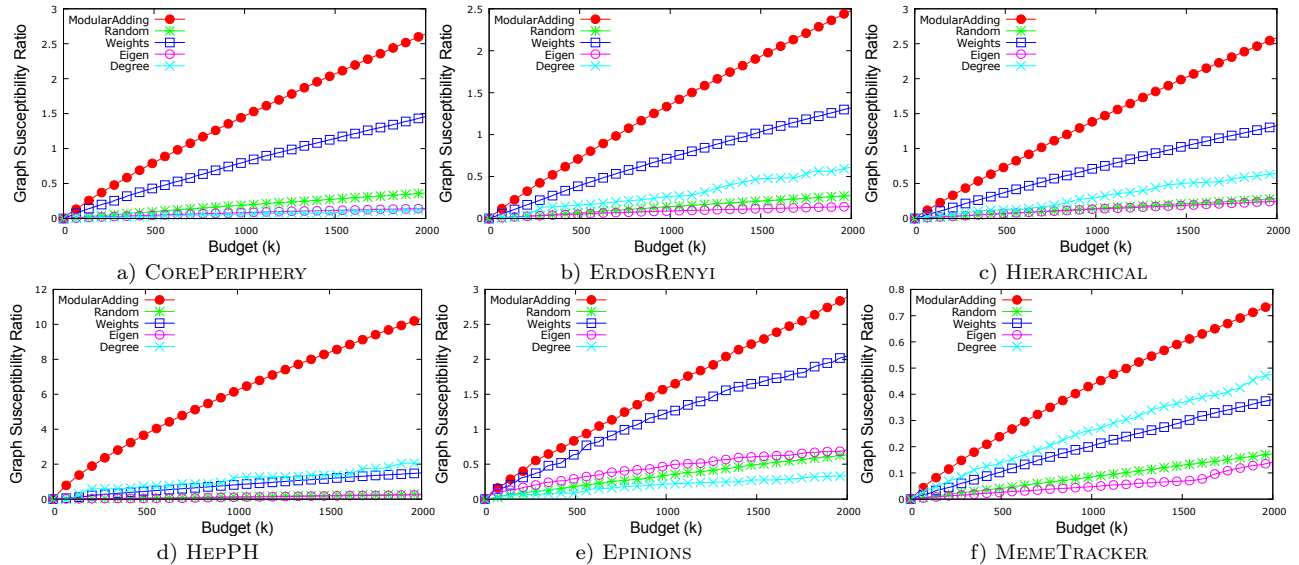 Graph Susceptibility Ratio
3
2.5
2
1.5
1
0.5
0
ModularAdding
Random
Weights
Eigen
Degree
0 500 1000 1500 2000
Budget (k)
a) COREPERIPHERY
Graph Susceptibility Ratio
2.5
2
1.5
1
0.5
0
ModularAdding
Random
Weights
Eigen
Degree
0 500 1000 1500 2000
Budget (k)
b) ERDOSRENYI
Graph Susceptibility Ratio
3
2.5
2
1.5
1
0.5
0
ModularAdding
Random
Weights
Eigen
Degree
0 500 1000 1500 2000
Budget (k)
c) HIERARCHICAL
Graph Susceptibility Ratio
12
10
8
6
4
2
0
ModularAdding
Random
Weights
Eigen
Degree
0 500 1000 1500 2000
Budget (k)
d) HEPPH
Graph Susceptibility Ratio
3
2.5
2
1.5
1
0.5
0
ModularAdding
Random
Weights
Eigen
Degree
0 500 1000 1500 2000
Budget (k)
e) EPINIONS
Graph Susceptibility Ratio
0.8
0.7
0.6
0.5
0.4
0.3
0.2
0.1
0
ModularAdding
Random
Weights
Eigen
Degree
0 500 1000 1500 2000
Budget (k)
f) MEMETRACKER